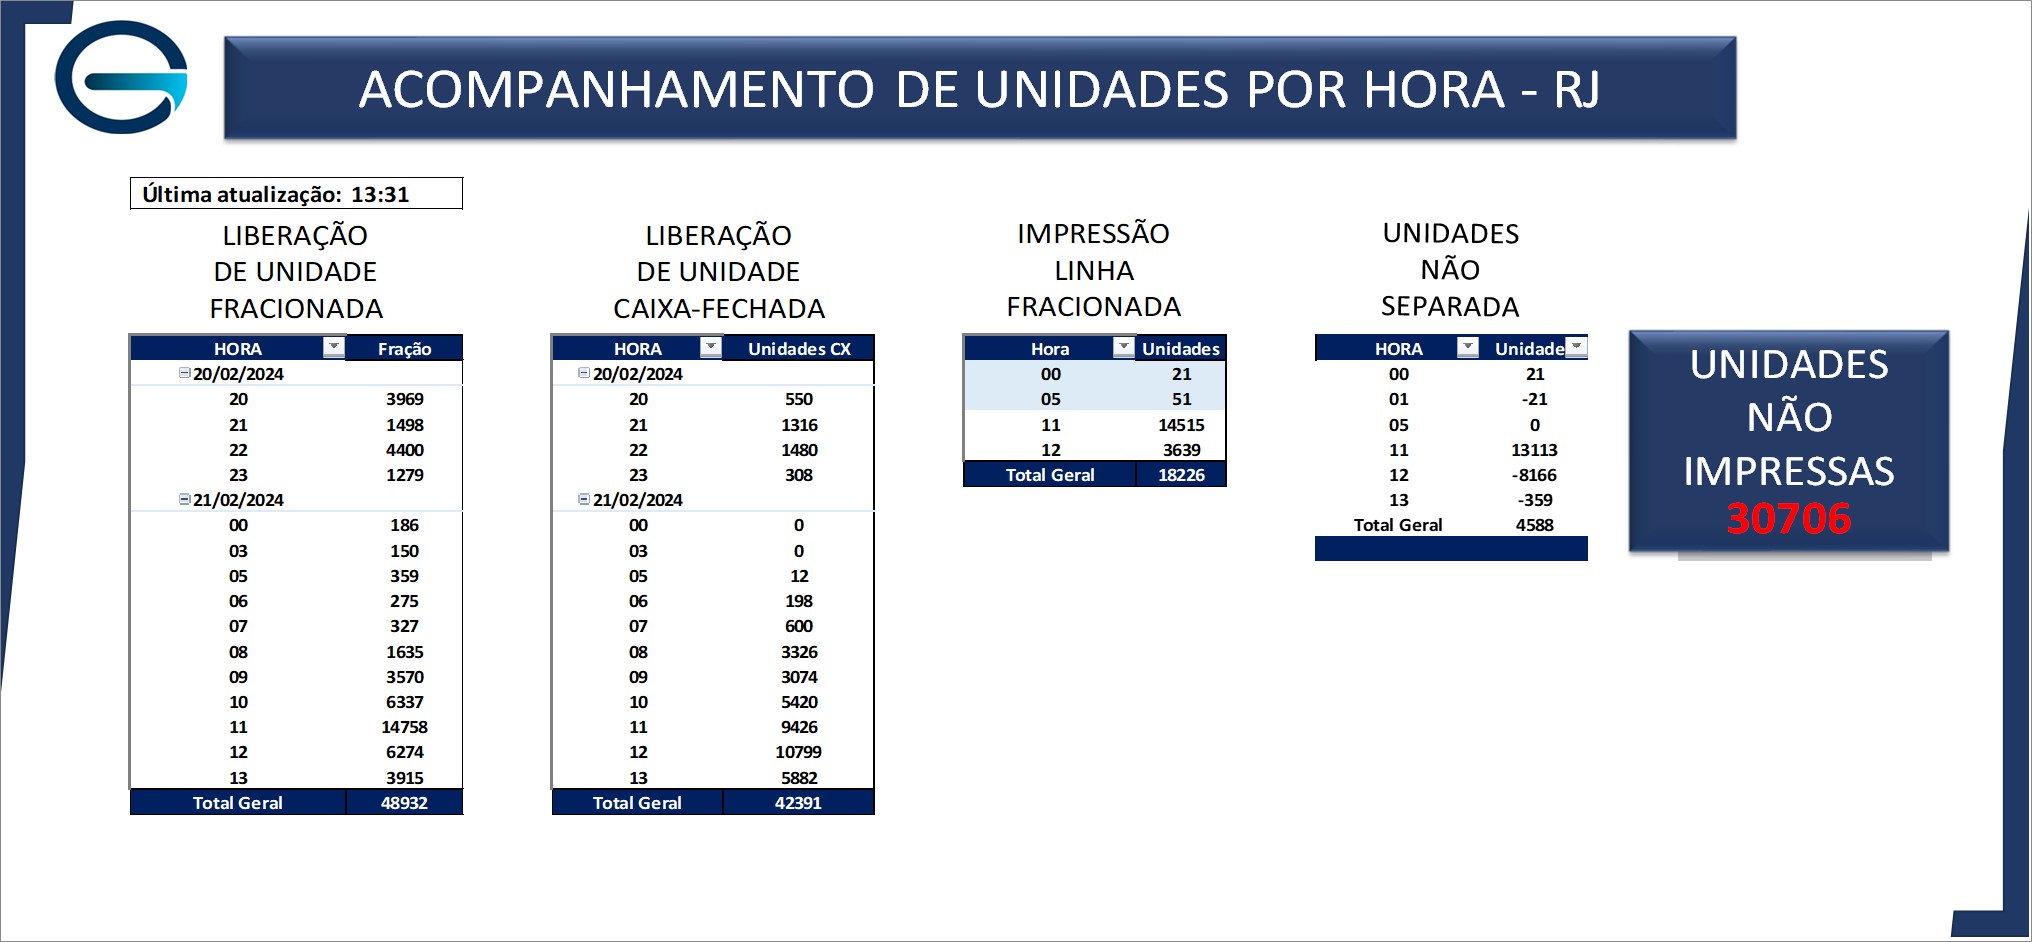 ACOMPANHAMENTO DE UNIDADES POR HORA - RJ
Última atualização: 13:31
LIBERAÇÃO
DE UNIDADE
FRACIONADA
HORA Fração
20/02/2024
20 3969
21 1498
22 4400
23 1279
21/02/2024
00 186
03 150
05 359
06 275
07 327
08 1635
09 3570
10 6337
11 14758
12 6274
13 3915
Total Geral 48932
LIBERAÇÃO
DE UNIDADE
CAIXA-FECHADA
HORA Unidades CX
20/02/2024
20 550
21 1316
22 1480
23 308
21/02/2024
00 0
03 0
05 12
06 198
07 600
08 3326
09 3074
10 5420
11 9426
12 10799
13 5882
Total Geral 42391
IMPRESSÃO
LINHA
FRACIONADA
Hora Unidades
00 21
05 51
11 14515
12 3639
Total Geral 18226
UNIDADES
NÃO
SEPARADA
HORA Unidade
00 21
01 -21
05 0
11 13113
12 -8166
13 -359
Total Geral 4588
UNIDADES
NÃO
IMPRESSAS
30706